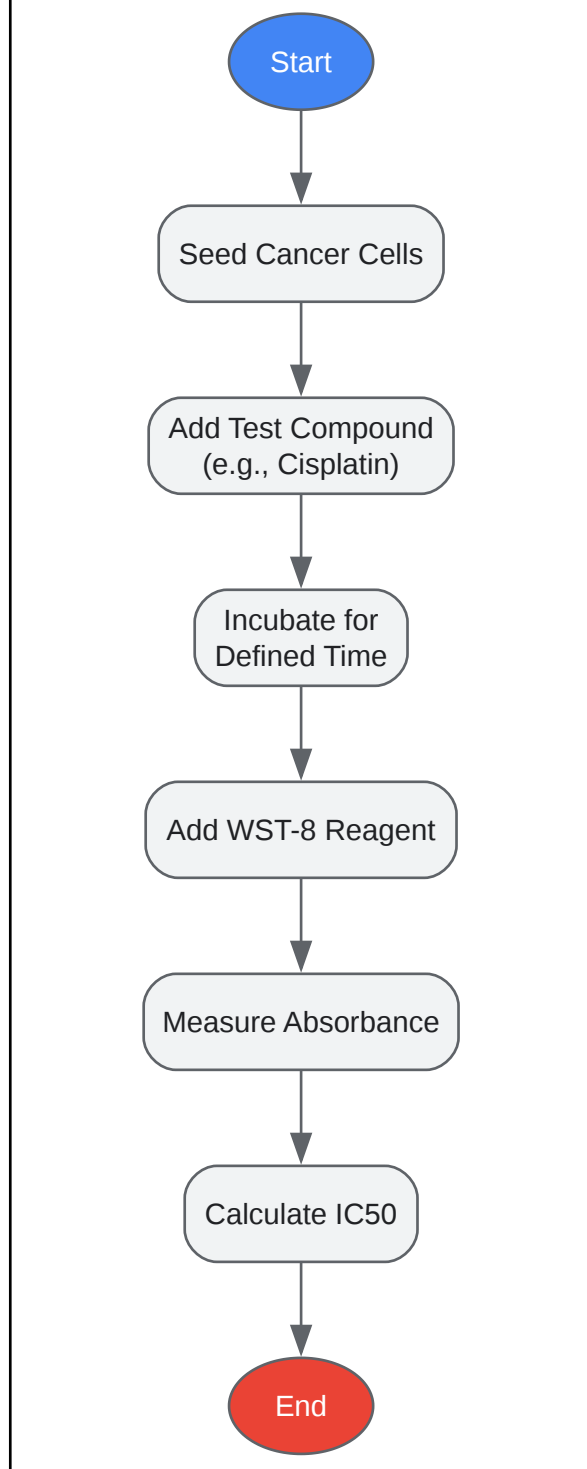 Start
Seed Cancer Cells
Add Test Compound
(e.g., Cisplatin)
Incubate for
Defined Time
Add WST-8 Reagent
Measure Absorbance
Calculate IC50
End